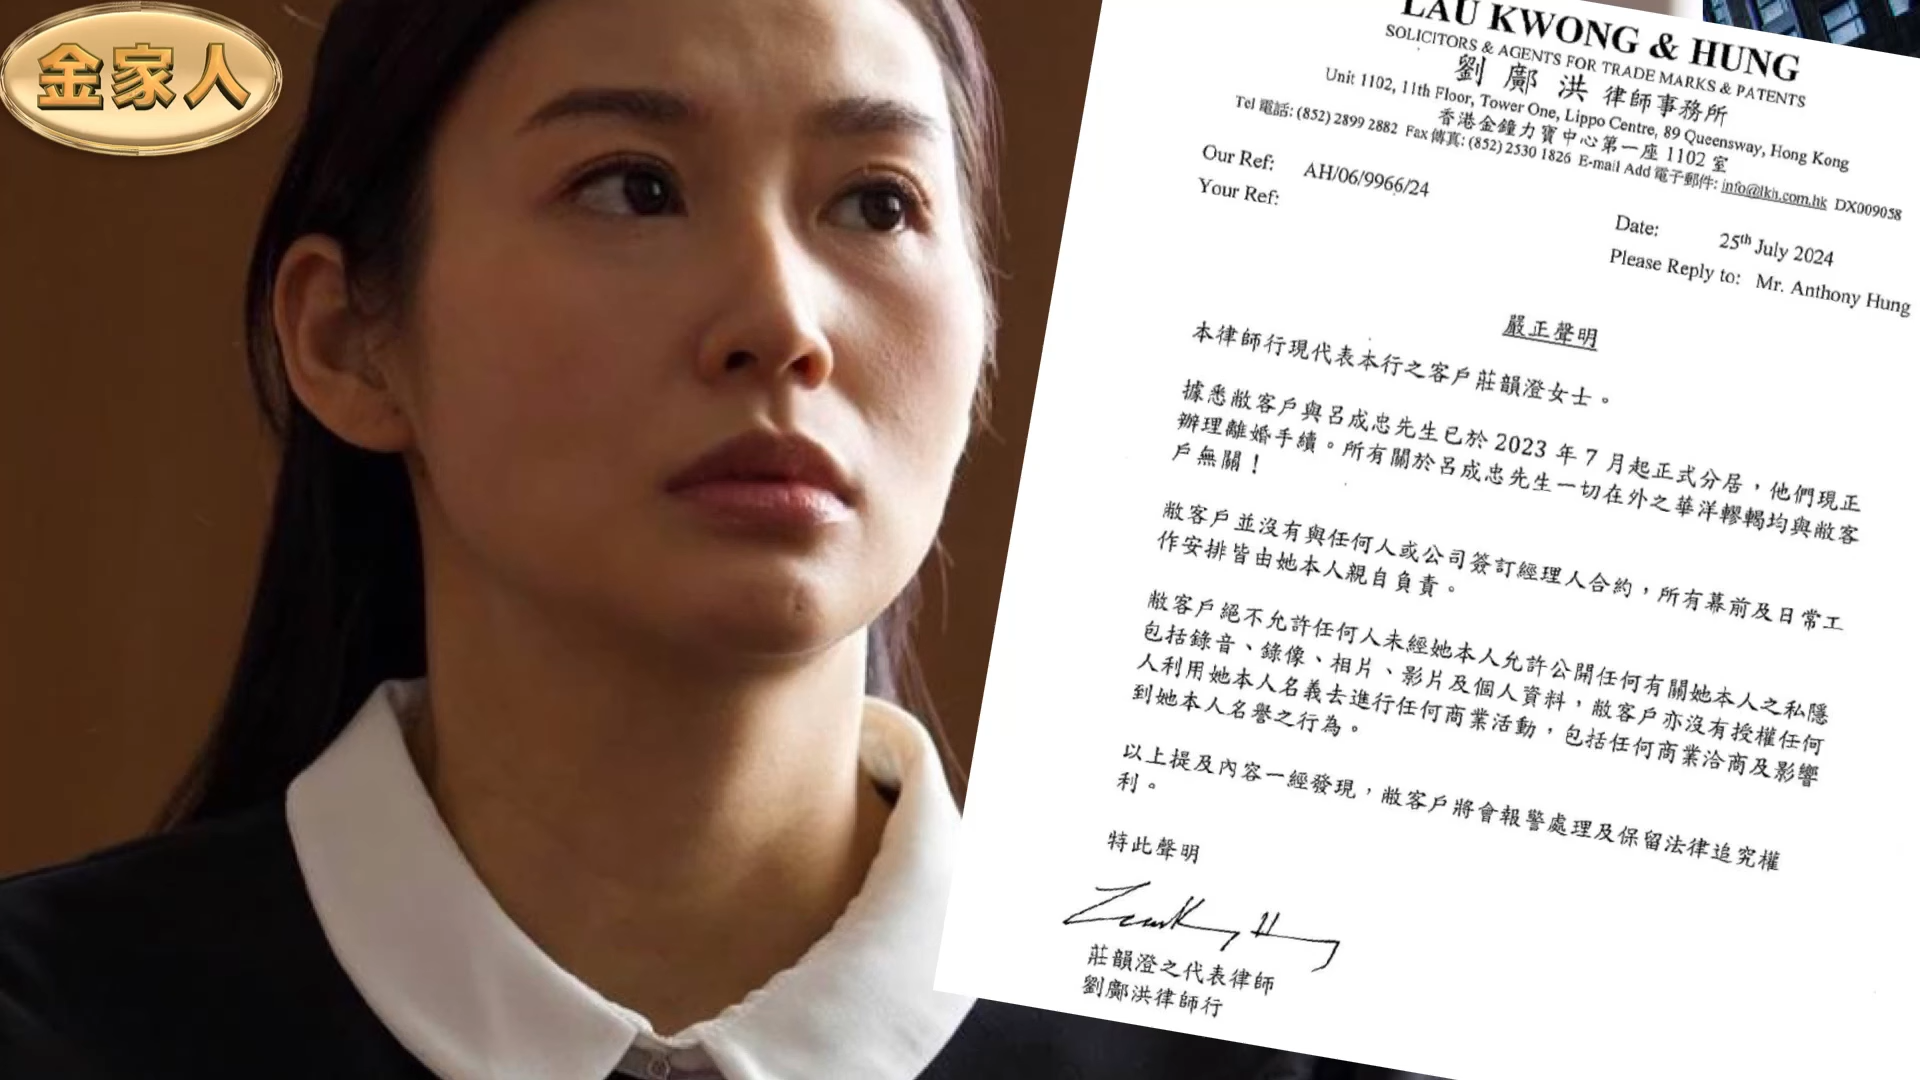 金家人
LAU KWONG & HUNG
SOLICITORS & AGENTS FOR TRADE MARKS & PATENTS
劉鄺洪 律師事務所
Unit 1102, 11th Floor, Tower One, Lippo Centre, 89 Queensway, Hong Kong
香港金鐘力寶中心第一座 1102 室
Tel 電話: (852) 2899 2882 Fax 傳真: (852) 2530 1826 E-mail Add 電子郵件: info@lkh.com.hk DX009058
Our Ref: AH/06/9966/24
Your Ref:
Date: 25th July 2024
Please Reply to: Mr. Anthony Hung
嚴正聲明
本律師行現代表本行之客戶莊韻澄女士。
據悉敝客戶與呂成忠先生已於 2023 年 7 月起正式分居，他們現正
辦理離婚手續。所有關於呂成忠先生一切在外之華洋轇輵均與敝客
戶無關！
敝客戶並沒有與任何人或公司簽訂經理人合約，所有幕前及日常工
作安排皆由她本人親自負責。
敝客戶絕不允許任何人未經她本人允許公開任何有關她本人之私隱
包括錄音、錄像、相片、影片及個人資料，敝客戶亦沒有授權任何
人利用她本人名義去進行任何商業活動，包括任何商業洽商及影響
到她本人名譽之行為。
以上提及內容一經發現，敝客戶將會報警處理及保留法律追究權
利。
特此聲明
莊韻澄之代表律師
劉鄺洪律師行